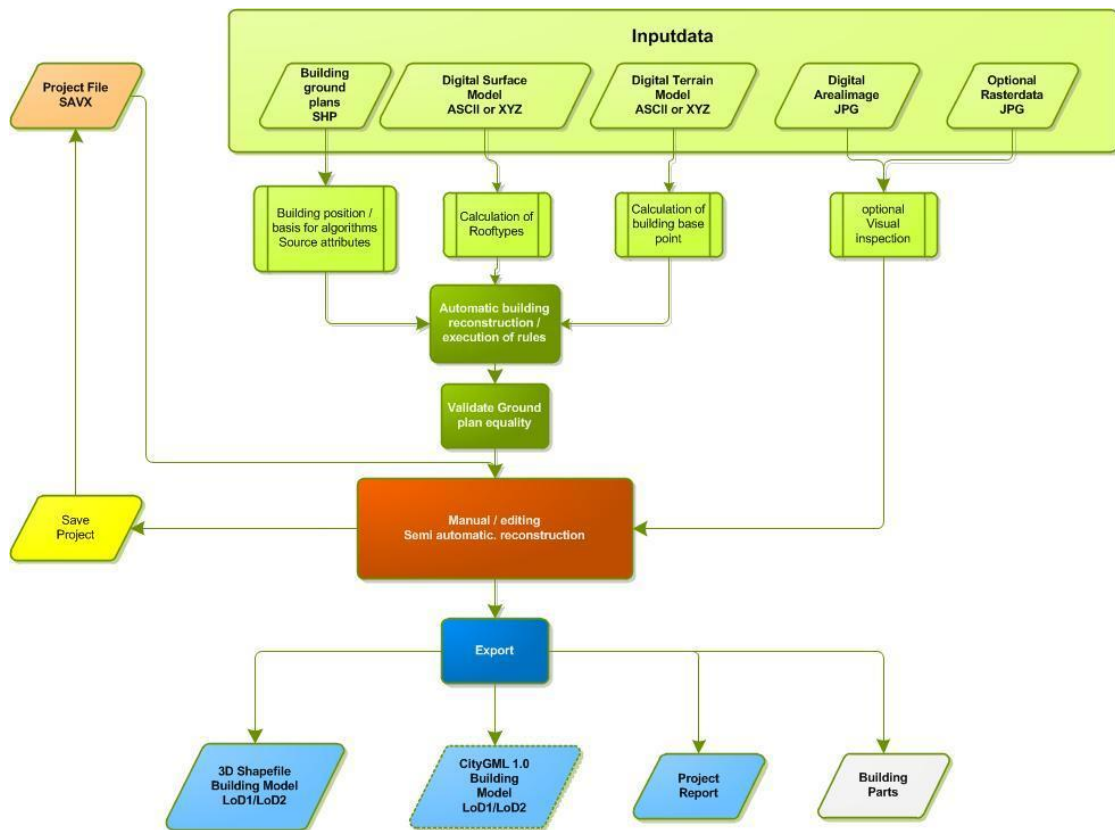 Inputdata
Project File
SAVX
Building
ground
plans
SHP
Digital Surface
Model
ASCII or XYZ
Digital Terrain
Model
ASCII or XYZ
Digital
Arealimage
JPG
Optional
Rasterdata
JPG
Building position /
basis for algorithms
Source attributes
Calculation of
Rooftypes
Calculation of
building base
point
optional
Visual
inspection
Automatic building
reconstruction /
execution of rules
Validate Ground
plan equality
Manual / editing
Semi automatic. reconstruction
Save
Project
Export
3D Shapefile
Building Model
LoD1/LoD2
CityGML 1.0
Building
Model
LoD1/LoD2
Project
Report
Building
Parts